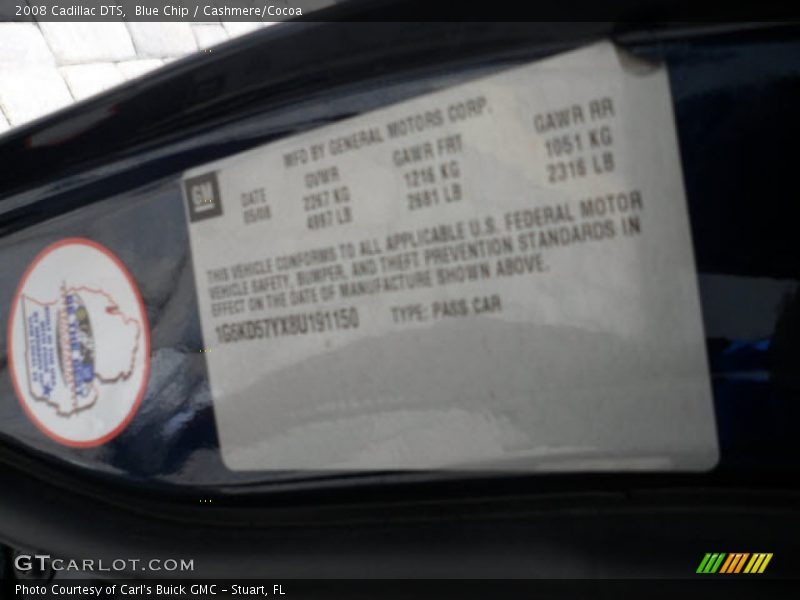 2008 Cadillac DTS, Blue Chip / Cashmere/Cocoa
MFD BY GENERAL MOTORS CORP.
GM
DATE GVWR GAWR FRT GAWR RR
05/08 2267 KG 1216 KG 1051 KG
4997 LB 2681 LB 2316 LB
THIS VEHICLE CONFORMS TO ALL APPLICABLE U.S. FEDERAL MOTOR
VEHICLE SAFETY, BUMPER, AND THEFT PREVENTION STANDARDS IN
EFFECT ON THE DATE OF MANUFACTURE SHOWN ABOVE.
1G6KD57YX8U191150 TYPE: PASS CAR
GTCARLOT.COM
Photo Courtesy of Carl's Buick GMC - Stuart, FL